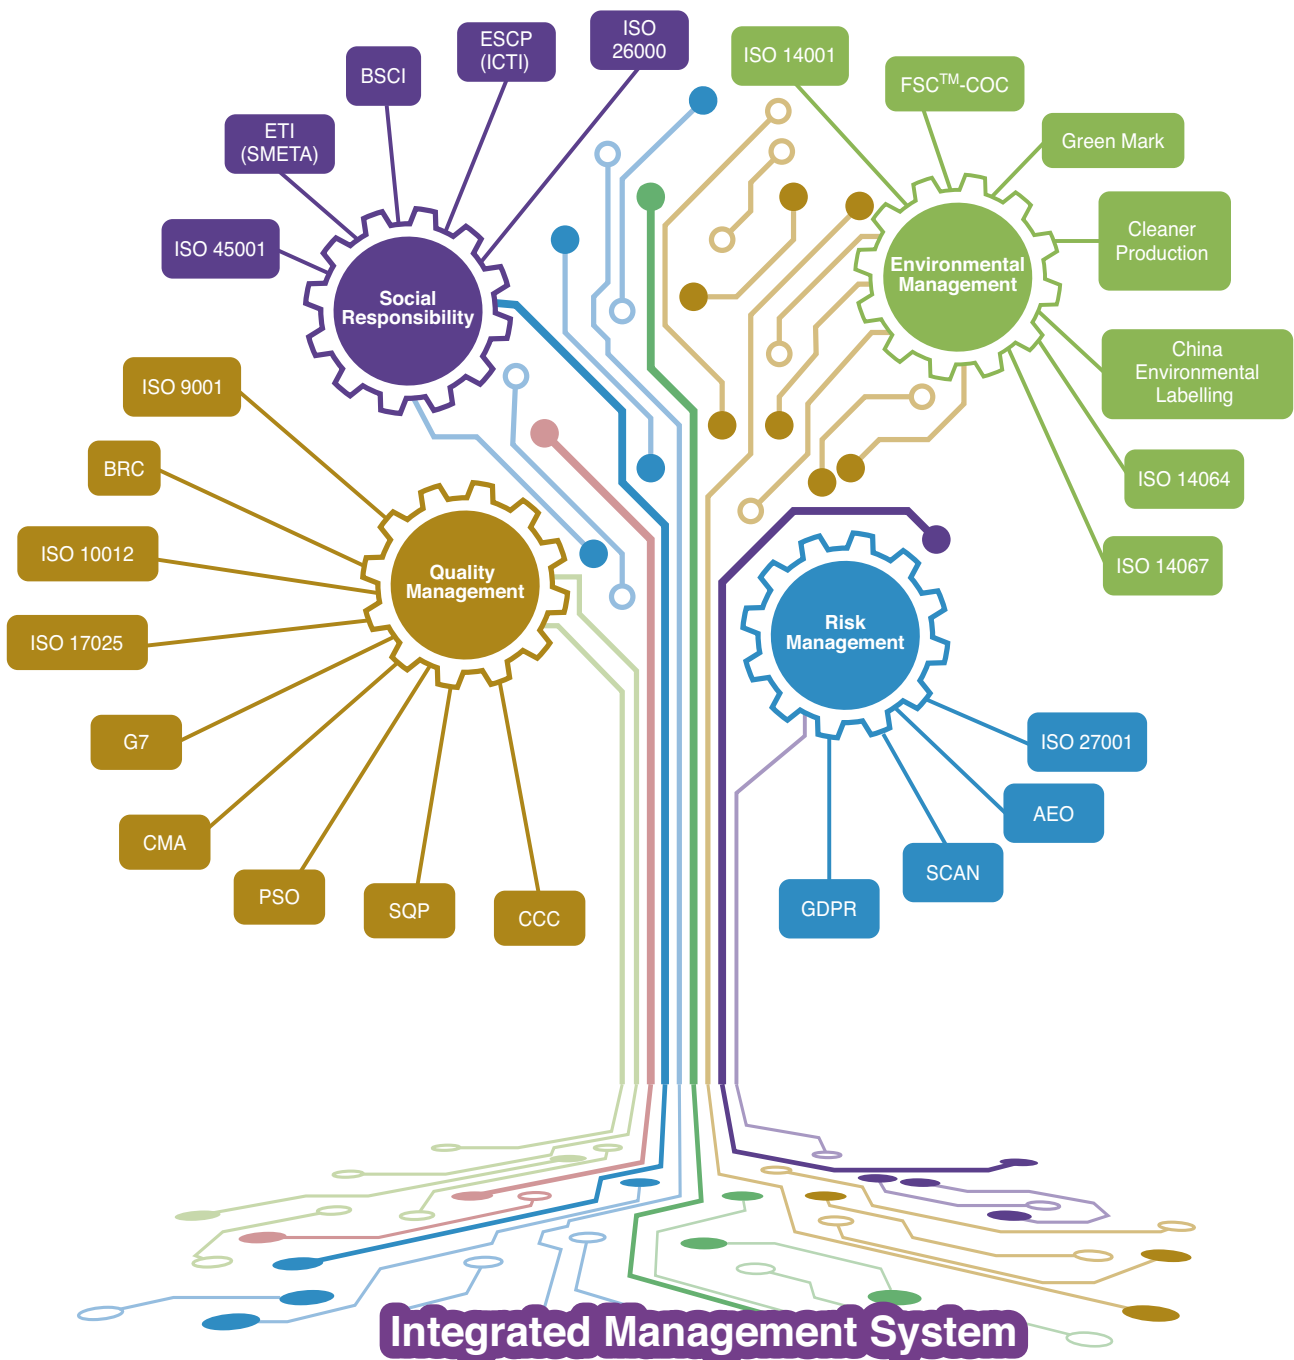 ISO
26000
ESCP
(ICTI)
BSCI
ETI
(SMETA)
ISO 45001
Social
Responsibility
ISO 14001
FSC™-COC
Green Mark
Cleaner
Production
China
Environmental
Labelling
ISO 14064
ISO 14067
Environmental
Management
ISO 9001
BRC
ISO 10012
ISO 17025
G7
CMA
PSO
SQP
CCC
Quality
Management
Risk
Management
ISO 27001
AEO
SCAN
GDPR
Integrated Management System